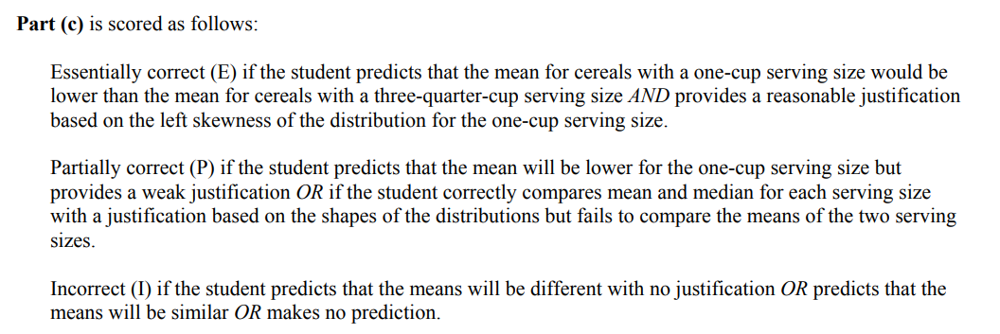 Part (c) is scored as follows:
Essentially correct (E) if the student predicts that the mean for cereals with a one-cup serving size would be
lower than the mean for cereals with a three-quarter-cup serving size AND provides a reasonable justification
based on the left skewness of the distribution for the one-cup serving size.
Partially correct (P) if the student predicts that the mean will be lower for the one-cup serving size but
provides a weak justification OR if the student correctly compares mean and median for each serving size
with a justification based on the shapes of the distributions but fails to compare the means of the two serving
sizes.
Incorrect (I) if the student predicts that the means will be different with no justification OR predicts that the
means will be similar OR makes no prediction.